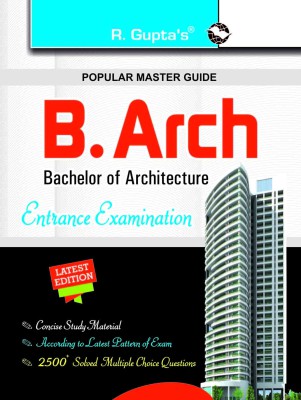 R. Gupta's®
POPULAR MASTER GUIDE
B. Arch
Bachelor of Architecture
Entrance Examination
LATEST
EDITION
Concise Study Material
According to Latest Pattern of Exam
2500+ Solved Multiple Choice Questions